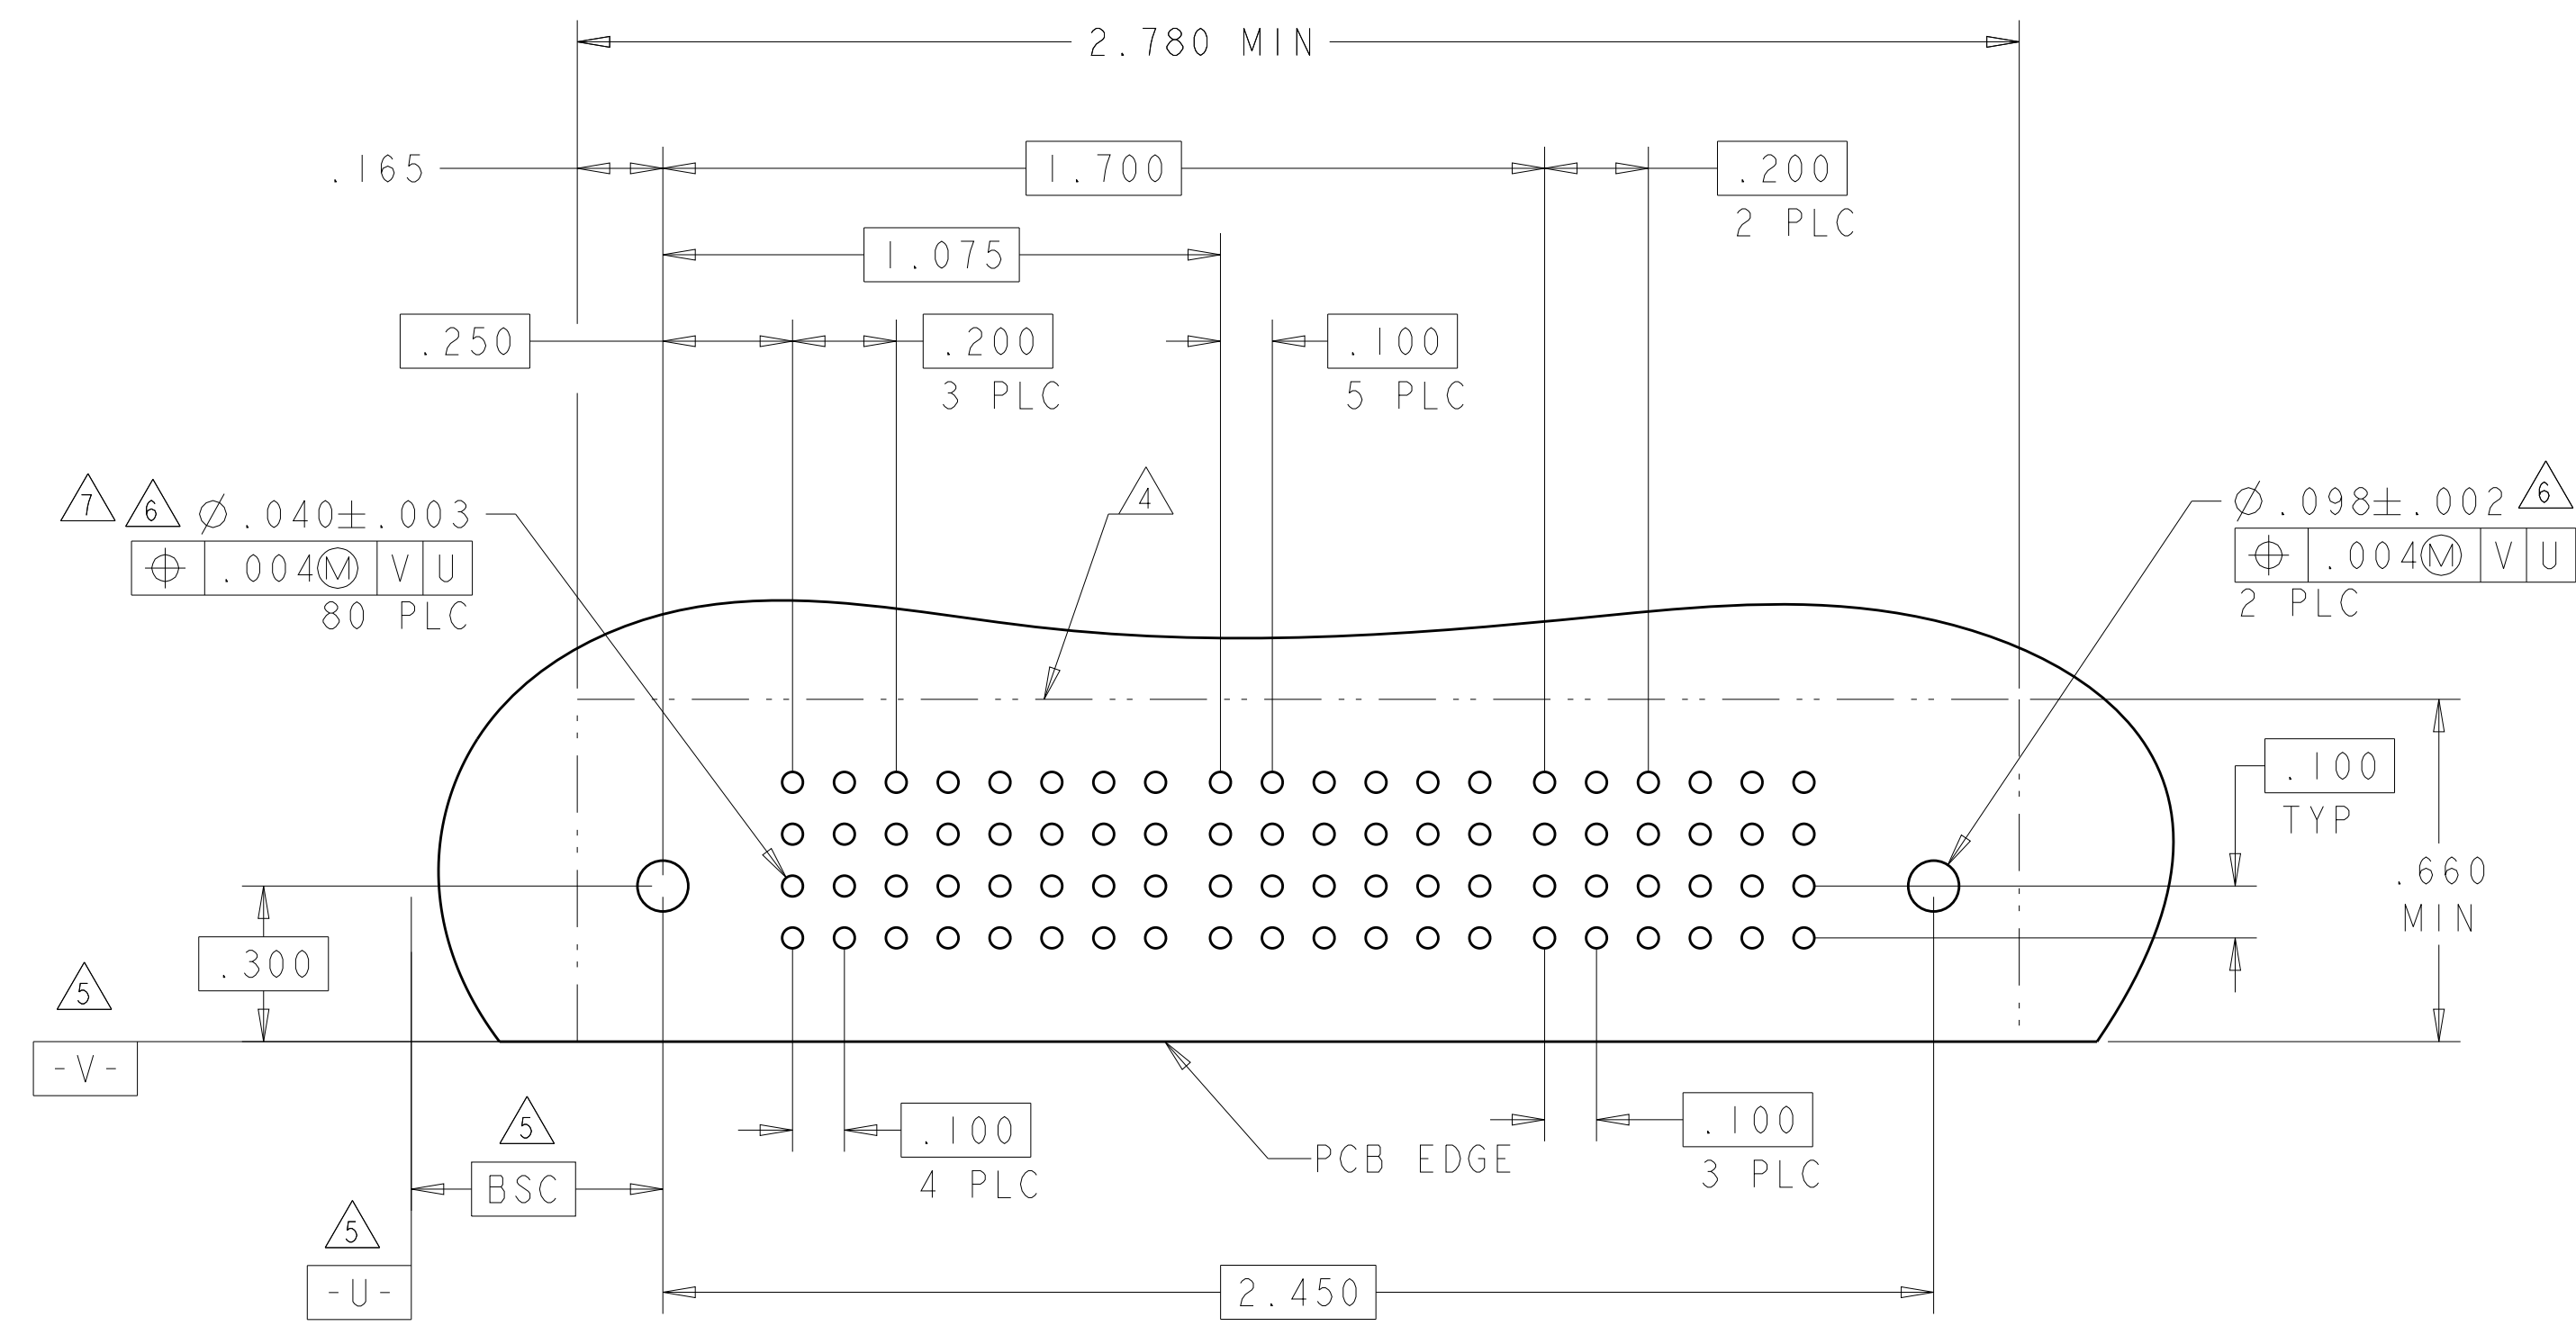 2.780 MIN
.165
1.700
.200
2 PLC
1.075
.250
.200
3 PLC
.100
5 PLC
7 6 ⌀.040±.003
⌖ .004Ⓜ V U
80 PLC
4
⌀.098±.002 6
⌖ .004Ⓜ V U
2 PLC
.100
TYP
.660
MIN
.300
5
-V-
5
BSC
5
-U-
.100
4 PLC
PCB EDGE
.100
3 PLC
2.450